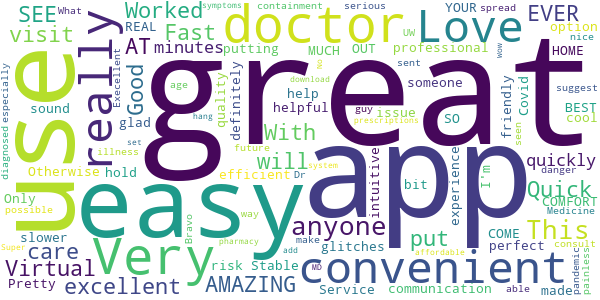 symptoms containment serious YOUR spread
SEE Worked doctor Love EVER
REAL What UW option
visit AT Fast putting MUCH OUT professional HOME nice
minutes someone wow
use really great
especially Execellent Good age quality definitely help helpful download guy issue SO friendly Covid BEST suggest
sound glad With sent seen cool
diagnosed illness set hang prescriptions
Otherwise hold future Dr system will anyone intuitive experience I'm quickly danger
Only efficient bit Quick COMFORT
possible easy app put This COME Medicine
slower Very Bravo way glitches perfect consult
care pharmacy add risk Stable convenient pandemic painless
Virtual AMAZING make Service communication able made
Super Pretty excellent MD affordable